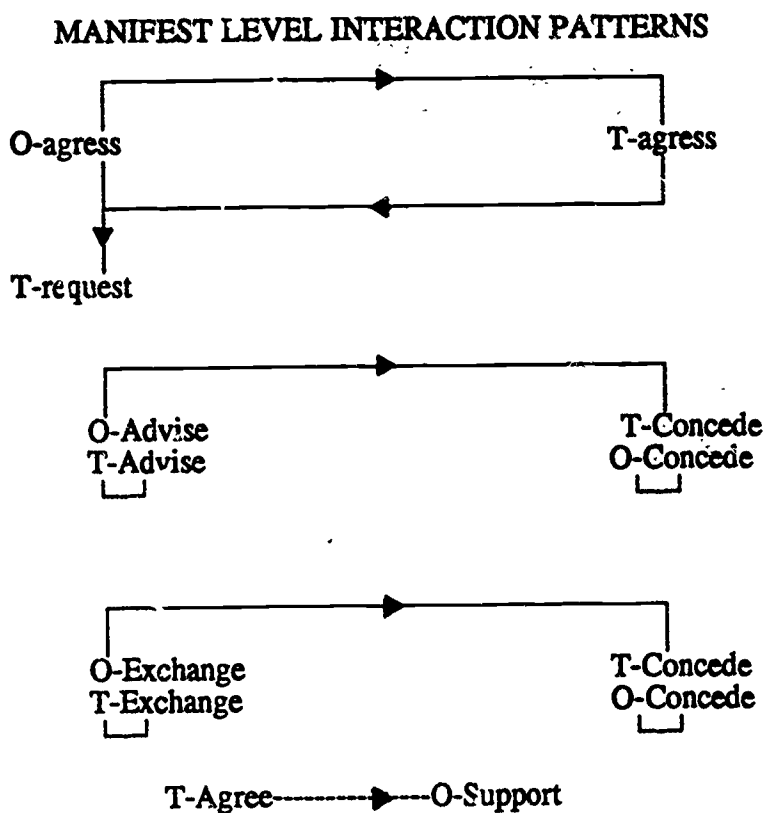 MANIFEST LEVEL INTERACTION PATTERNS
O-agress T-agress
T-request
O-Advise T-Concede
T-Advise O-Concede
O-Exchange T-Concede
T-Exchange O-Concede
T-Agree O-Support